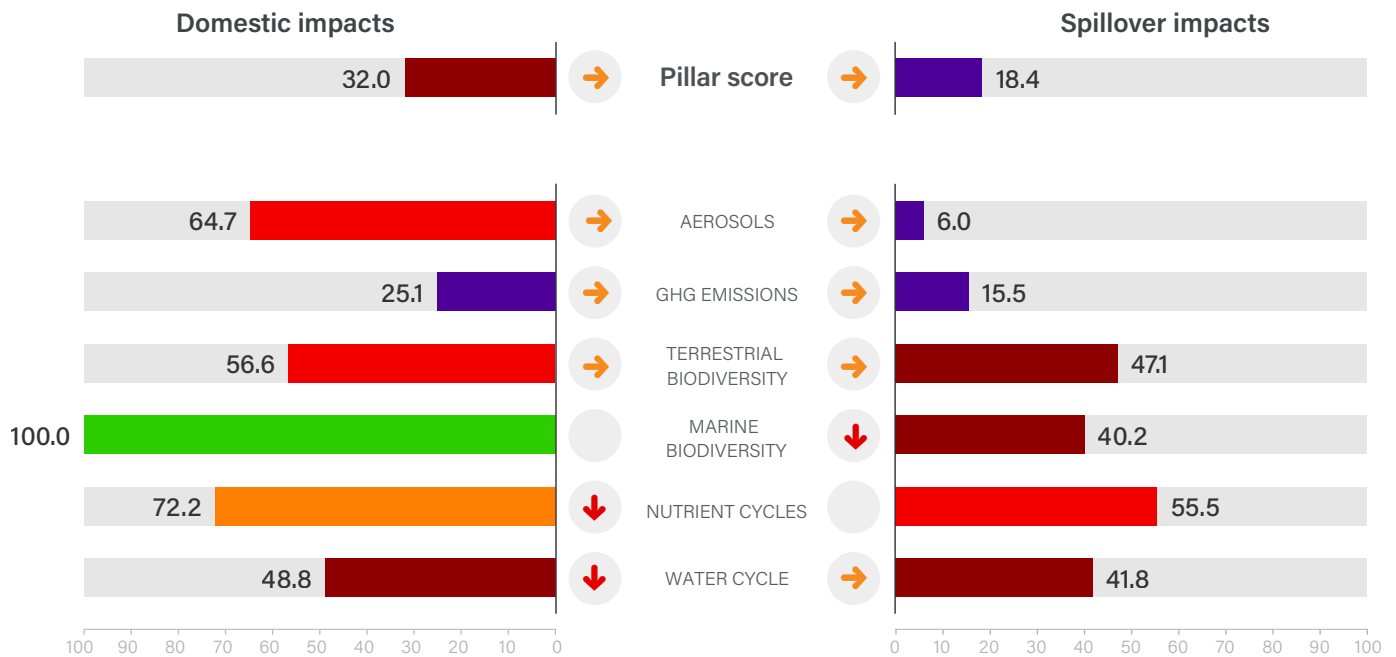 Domestic impacts
Spillover impacts
32.0
Pillar score
18.4
64.7
AEROSOLS
6.0
25.1
GHG EMISSIONS
15.5
56.6
TERRESTRIAL
BIODIVERSITY
47.1
100.0
MARINE
BIODIVERSITY
40.2
72.2
NUTRIENT CYCLES
55.5
48.8
WATER CYCLE
41.8
100 90 80 70 60 50 40 30 20 10 0
0 10 20 30 40 50 60 70 80 90 100